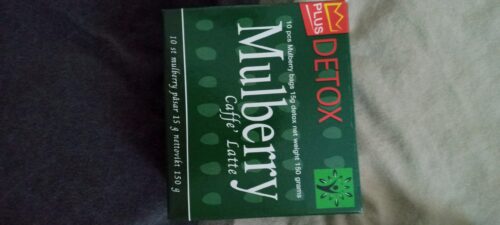 PLUS
DETOX
10 pcs Mulberry bags 15g detox net weight 150 grams
Mulberry
Caffe' Latte
10 st mulberry påsar 15 g nettovikt 150 g